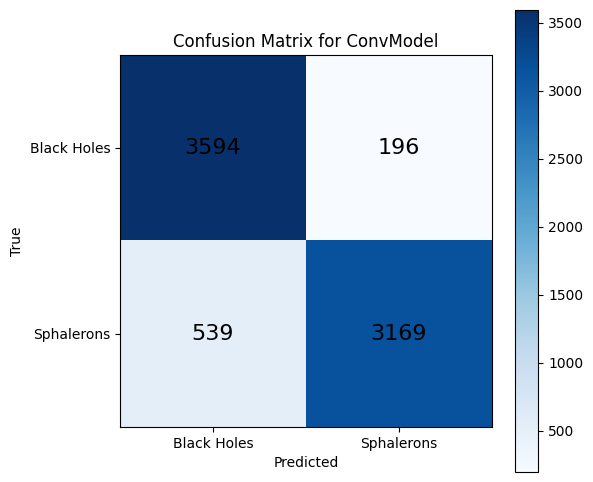 Confusion Matrix for ConvModel
True
Black Holes
Sphalerons
3594
196
539
3169
Black Holes
Sphalerons
Predicted
3500
3000
2500
2000
1500
1000
500